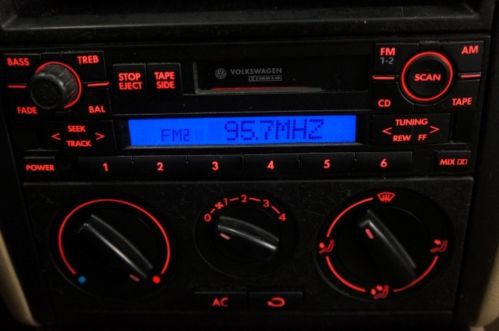 BASS TREB
FADE BAL
STOP EJECT
TAPE SIDE
VOLKSWAGEN
FM 1-2
AM
SCAN
CD TAPE
SEEK
< >
TRACK
FM2 95.7MHZ
TUNING
< >
REW FF
POWER 1 2 3 4 5 6 MIX
0 1 2 3 4
AC